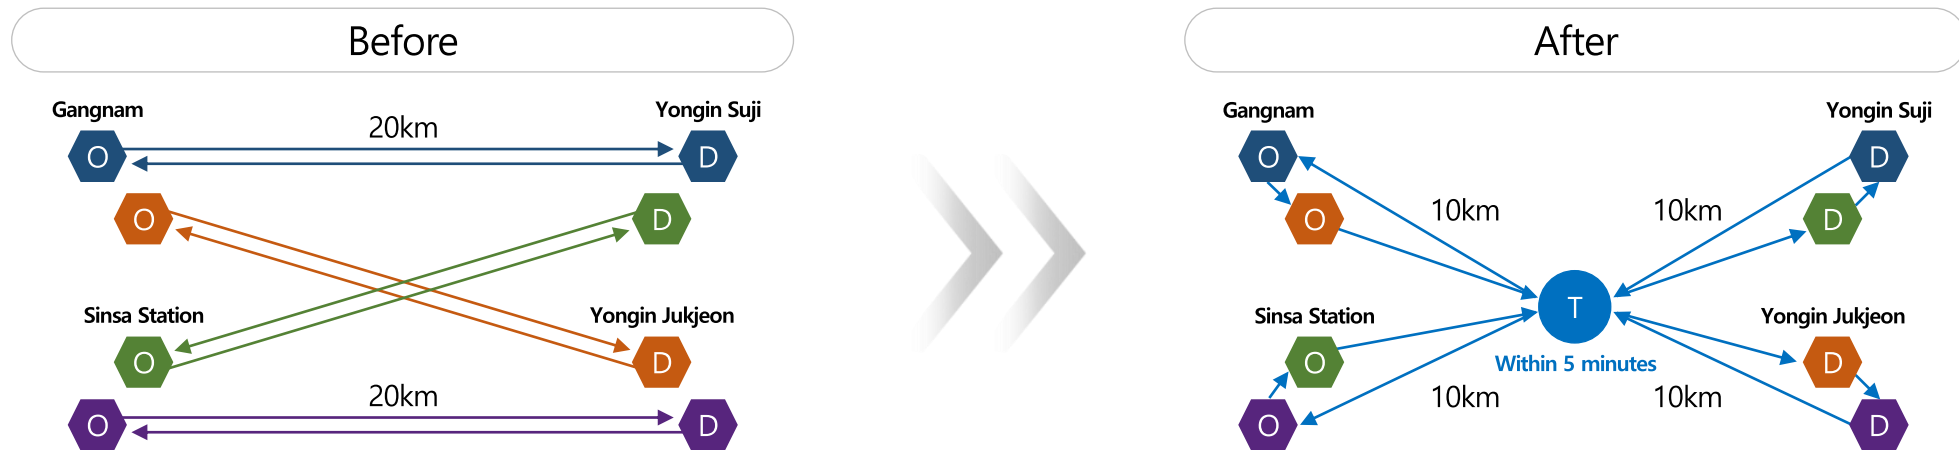 Before
Gangnam
Yongin Suji
20km
O
D
O
D
Sinsa Station
Yongin Jukjeon
O
D
20km
O
D
After
Gangnam
Yongin Suji
O
D
10km
10km
O
D
T
Sinsa Station
Yongin Jukjeon
Within 5 minutes
O
D
10km
10km
O
D